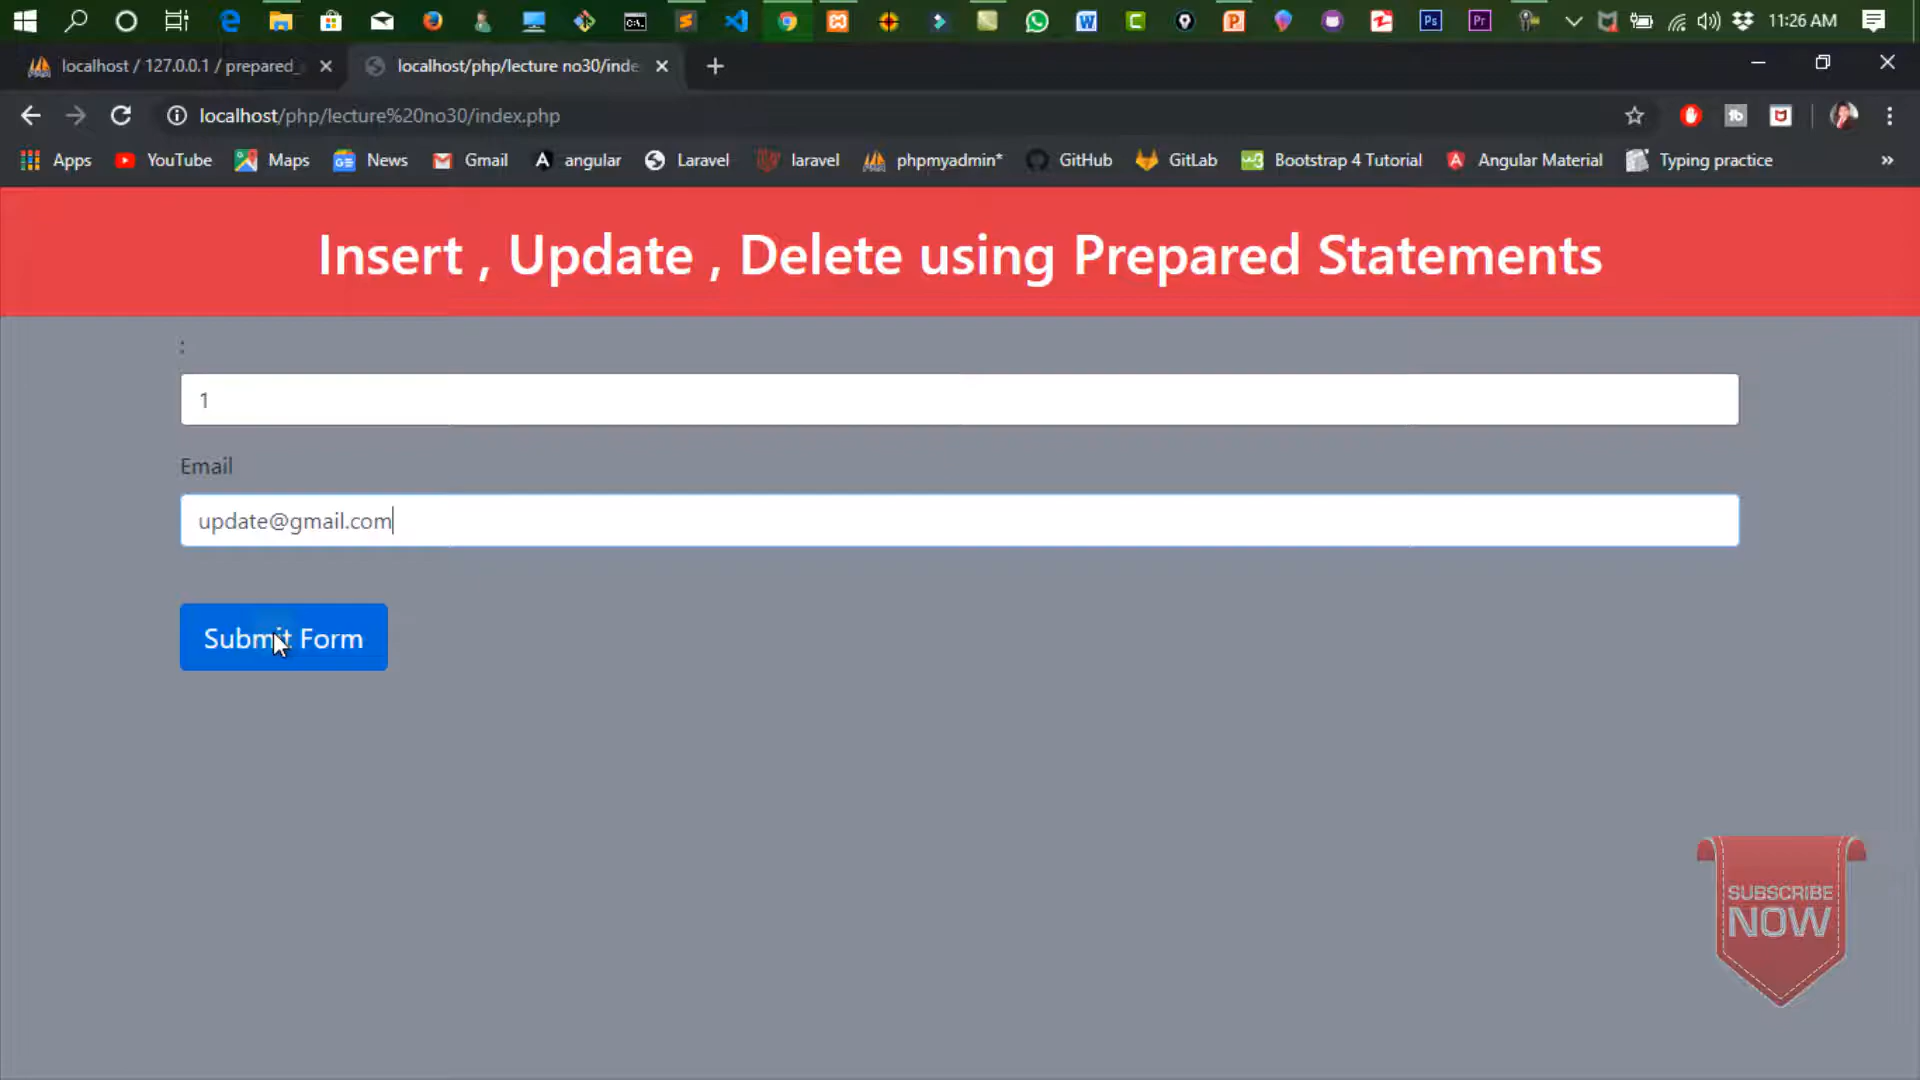 11:26 AM
localhost / 127.0.0.1 / prepared_
localhost/php/lecture no30/inde
localhost/php/lecture%20no30/index.php
Apps YouTube Maps News Gmail angular Laravel laravel phpmyadmin* GitHub GitLab Bootstrap 4 Tutorial Angular Material Typing practice »
Insert , Update , Delete using Prepared Statements
:
1
Email
update@gmail.com
Submit Form
SUBSCRIBE
NOW